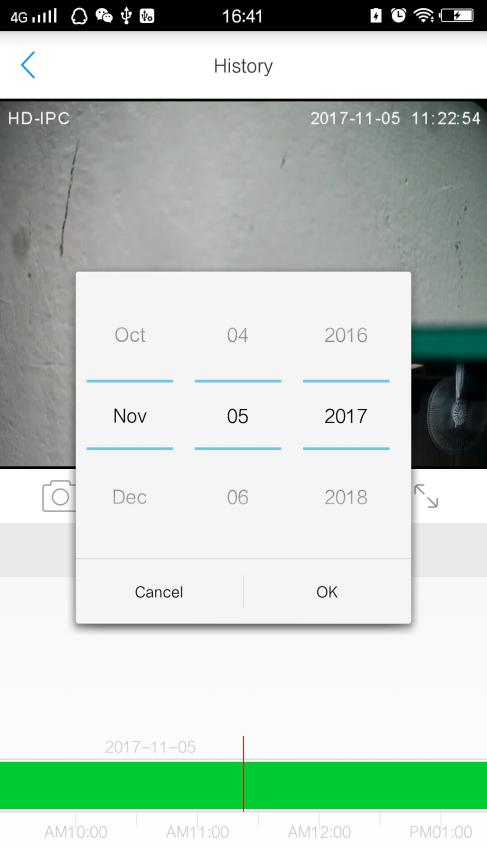 4G 16:41
History
HD-IPC 2017-11-05 11:22:54
Oct 04 2016
Nov 05 2017
Dec 06 2018
Cancel OK
2017-11-05
AM10:00 AM11:00 AM12:00 PM01:00